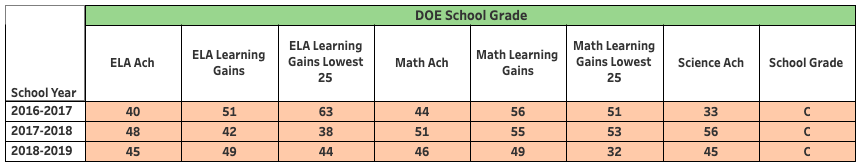 DOE School Grade
School Year ELA Ach ELA Learning Gains ELA Learning Gains Lowest 25 Math Ach Math Learning Gains Math Learning Gains Lowest 25 Science Ach School Grade
2016-2017 40 51 63 44 56 51 33 C
2017-2018 48 42 38 51 55 53 56 C
2018-2019 45 49 44 46 49 32 45 C